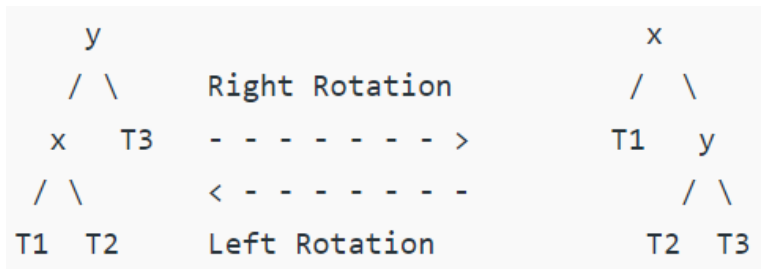 y x
/ \ Right Rotation / \
x T3 - - - - - - - > T1 y
/ \ < - - - - - - - / \
T1 T2 Left Rotation T2 T3